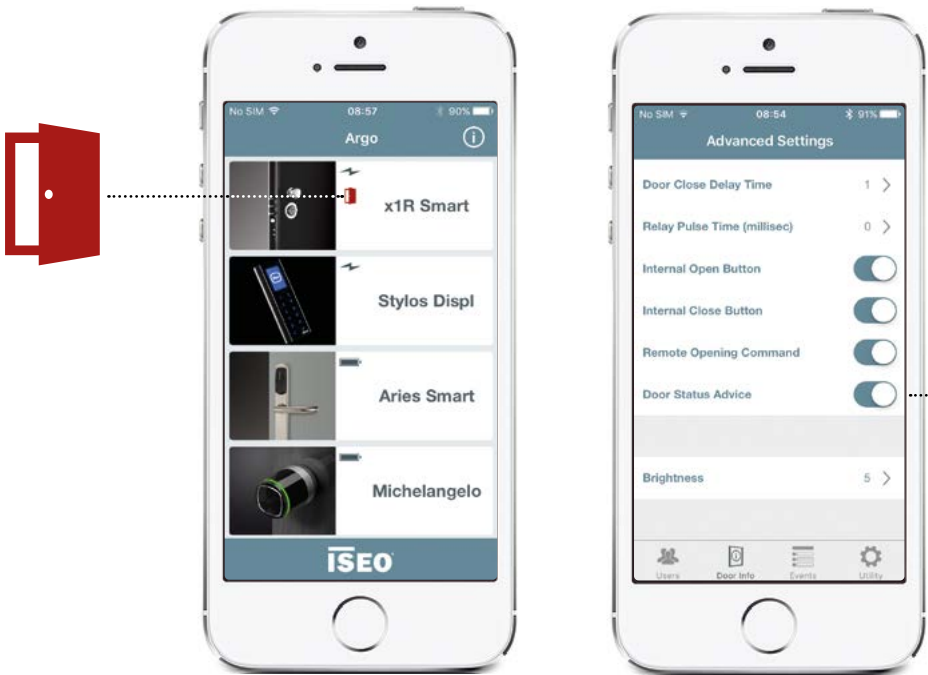 No SIM 08:57 90%
Argo
x1R Smart
Stylos Displ
Aries Smart
Michelangelo
ISEO
No SIM 08:54 91%
Advanced Settings
Door Close Delay Time 1
Relay Pulse Time (millisec) 0
Internal Open Button
Internal Close Button
Remote Opening Command
Door Status Advice
Brightness 5
Users Door Info Events Utility